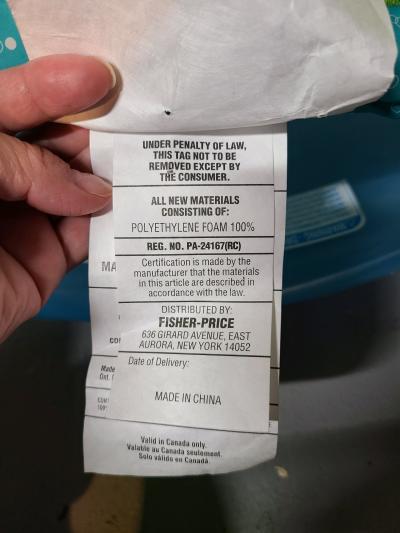 UNDER PENALTY OF LAW,
THIS TAG NOT TO BE
REMOVED EXCEPT BY
THE CONSUMER.
ALL NEW MATERIALS
CONSISTING OF:
POLYETHYLENE FOAM 100%
REG. NO. PA-24167(RC)
Certification is made by the
manufacturer that the materials
in this article are described in
accordance with the law.
DISTRIBUTED BY:
FISHER-PRICE
636 GIRARD AVENUE, EAST
AURORA, NEW YORK 14052
Date of Delivery:
MADE IN CHINA
MA
Made
Ont.
Valid in Canada only.
Valable au Canada seulement.
Solo válido en Canadá.